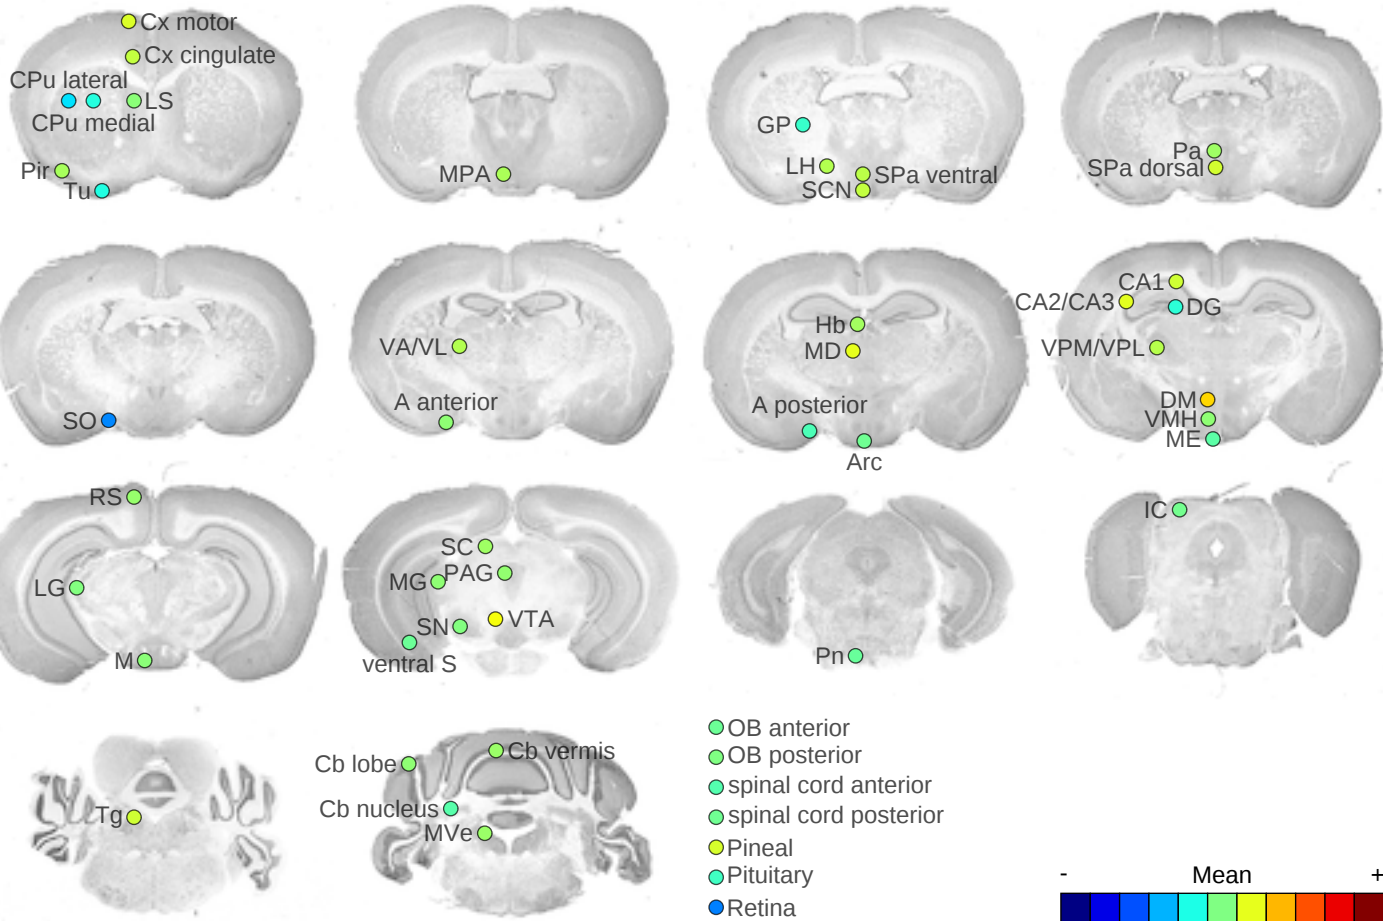 Cx motor
Cx cingulate
CPu lateral
LS
CPu medial
Pir
Tu
MPA
GP
LH
SPa ventral
SCN
Pa
SPa dorsal
SO
VA/VL
A anterior
Hb
MD
A posterior
Arc
CA1
CA2/CA3
DG
VPM/VPL
DM
VMH
ME
RS
LG
M
SC
PAG
MG
SN
VTA
ventral S
Pn
IC
Tg
Cb vermis
Cb lobe
Cb nucleus
MVe
OB anterior
OB posterior
spinal cord anterior
spinal cord posterior
Pineal
Pituitary
Retina
- Mean +